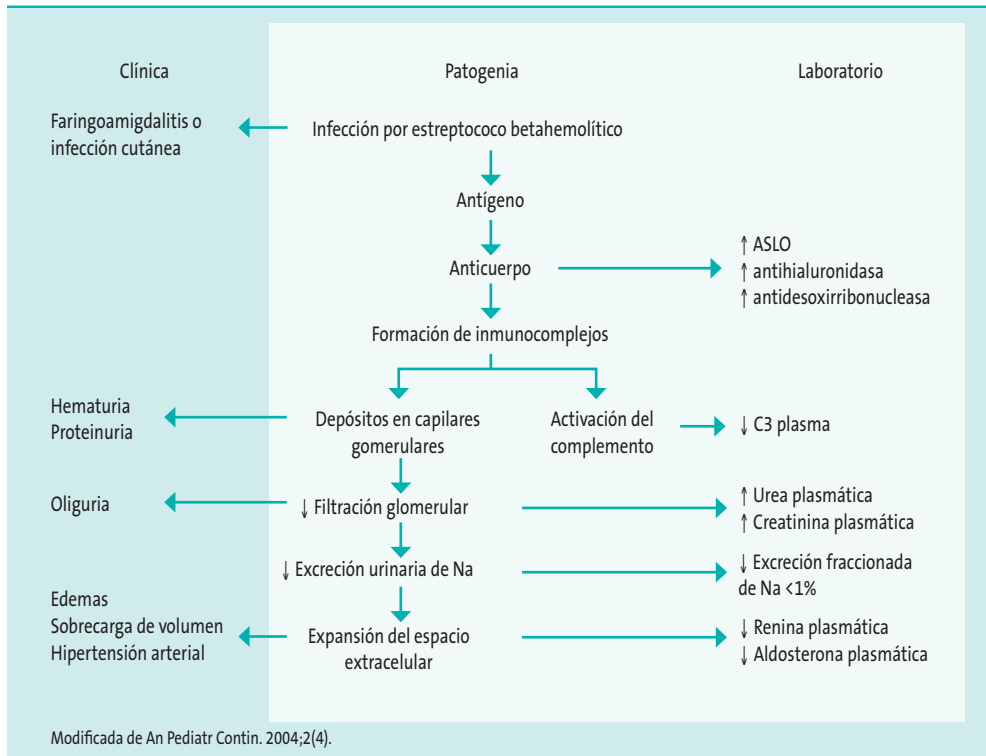 Clínica
Patogenia
Laboratorio
Faringoamigdalitis o
infección cutánea
Infección por estreptococo betahemolítico
Antígeno
Anticuerpo
↑ ASLO
↑ antihialuronidasa
↑ antidesoxirribonucleasa
Formación de inmunocomplejos
Hematuria
Proteinuria
Depósitos en capilares
gomerulares
Activación del
complemento
↓ C3 plasma
Oliguria
↓ Filtración glomerular
↑ Urea plasmática
↑ Creatinina plasmática
↓ Excreción urinaria de Na
↓ Excreción fraccionada
de Na <1%
Edemas
Sobrecarga de volumen
Hipertensión arterial
Expansión del espacio
extracelular
↓ Renina plasmática
↓ Aldosterona plasmática
Modificada de An Pediatr Contin. 2004;2(4).